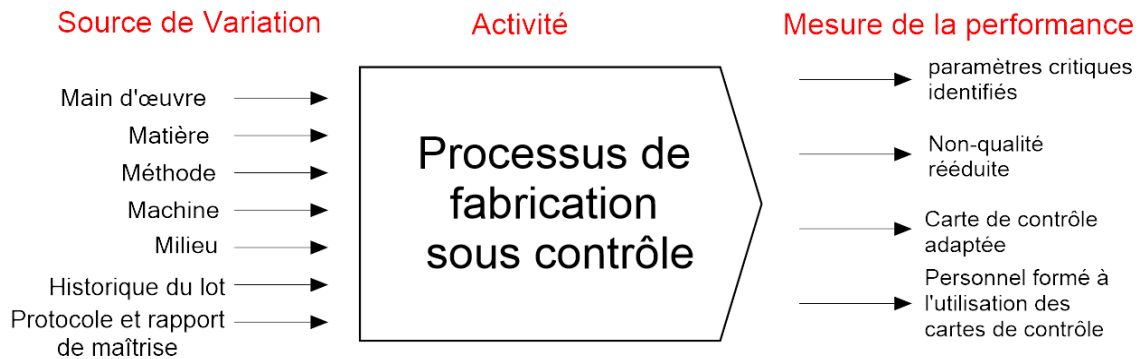 Source de Variation
Activité
Mesure de la performance
Main d'œuvre
Matière
Méthode
Machine
Milieu
Historique du lot
Protocole et rapport
de maîtrise
Processus de
fabrication
sous contrôle
paramètres critiques
identifiés
Non-qualité
rééduite
Carte de contrôle
adaptée
Personnel formé à
l'utilisation des
cartes de contrôle